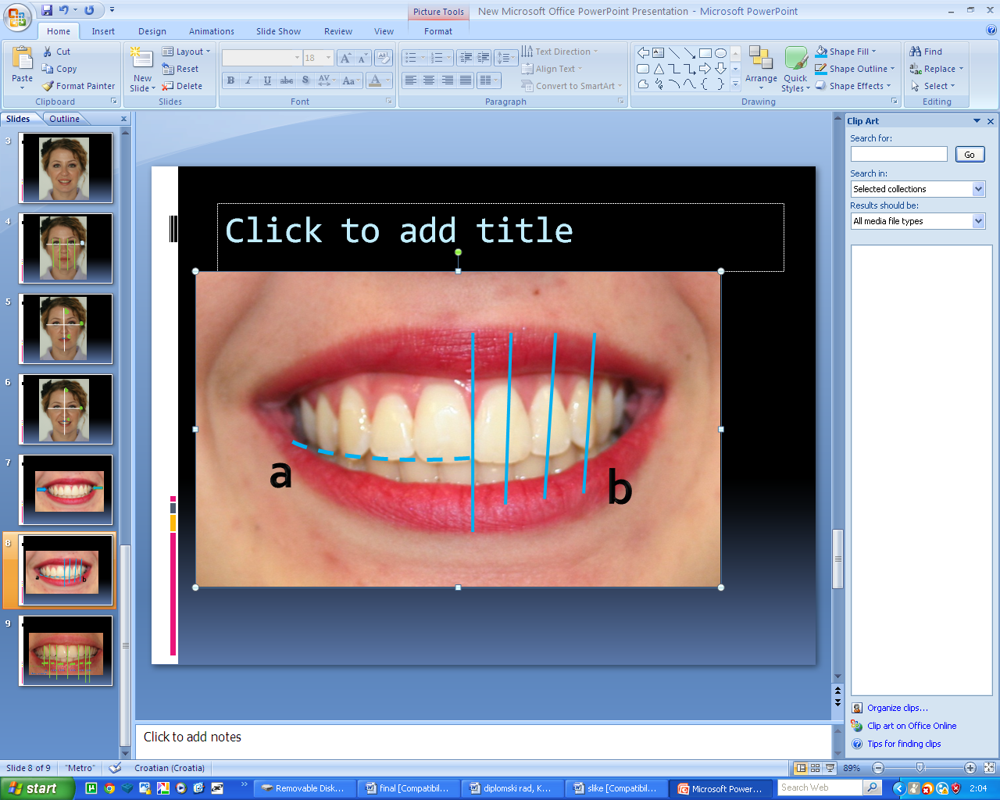 Picture Tools
New Microsoft Office PowerPoint Presentation - Microsoft PowerPoint
Home Insert Design Animations Slide Show Review View Format
Paste
Cut
Copy
Format Painter
Clipboard
New Slide
Layout
Reset
Delete
Slides
18
B I U abc S AV Aa A
Font
Text Direction
Align Text
Convert to SmartArt
Paragraph
Arrange
Quick Styles
Shape Fill
Shape Outline
Shape Effects
Drawing
Find
Replace
Select
Editing
Slides Outline
3
4
5
6
7
8
a b
9
Click to add title
a
b
Click to add notes
Clip Art
Search for:
Go
Search in:
Selected collections
Results should be:
All media file types
Organize clips...
Clip art on Office Online
Tips for finding clips
Slide 8 of 9 "Metro" Croatian (Croatia) 89%
start Removable Disk... final [Compatibil... diplomski rad, K... slike [Compatibil... Microsoft Power... Search Web 2:04